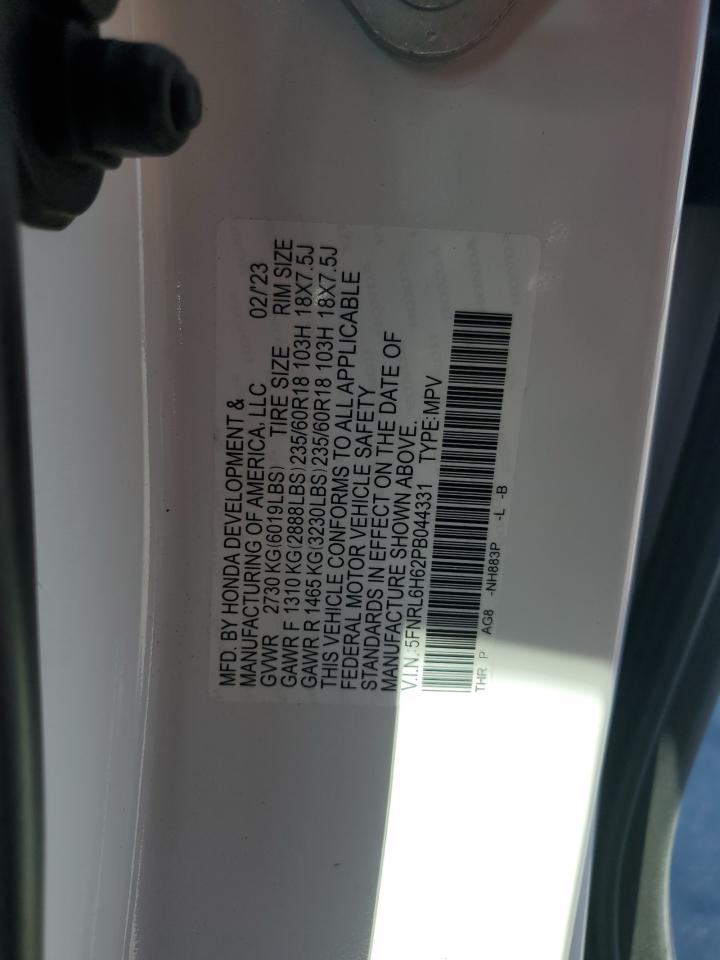 MFD. BY HONDA DEVELOPMENT &
MANUFACTURING OF AMERICA, LLC 02/'23
GVWR 2730 KG(6019LBS) TIRE SIZE RIM SIZE
GAWR F 1310 KG(2888LBS)235/60R18 103H 18X7.5J
GAWR R 1465 KG(3230LBS)235/60R18 103H 18X7.5J
THIS VEHICLE CONFORMS TO ALL APPLICABLE
FEDERAL MOTOR VEHICLE SAFETY
STANDARDS IN EFFECT ON THE DATE OF
MANUFACTURE SHOWN ABOVE.
V.I.N.:5FNRL6H62PB044331 TYPE:MPV
THR P AG8 -NH883P -L -B